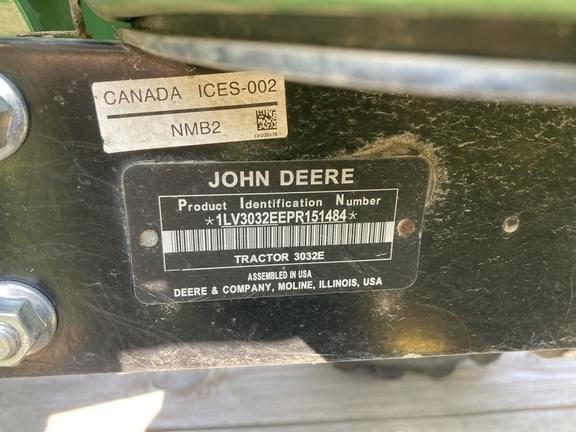 CANADA ICES-002
NMB2
JOHN DEERE
Product Identification Number
*1LV3032EEPR151484*
TRACTOR 3032E
ASSEMBLED IN USA
DEERE & COMPANY, MOLINE, ILLINOIS, USA